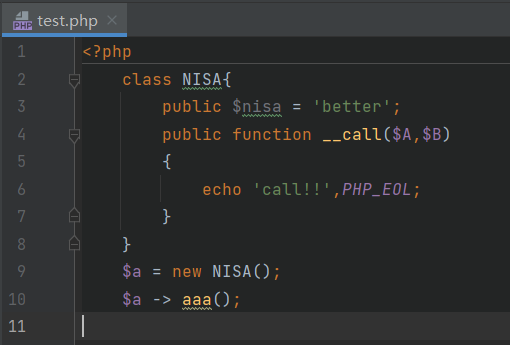 PHP test.php ×
1 <?php
2     class NISA{
3         public $nisa = 'better';
4         public function __call($A,$B)
5         {
6             echo 'call!!',PHP_EOL;
7         }
8     }
9     $a = new NISA();
10     $a -> aaa();
11